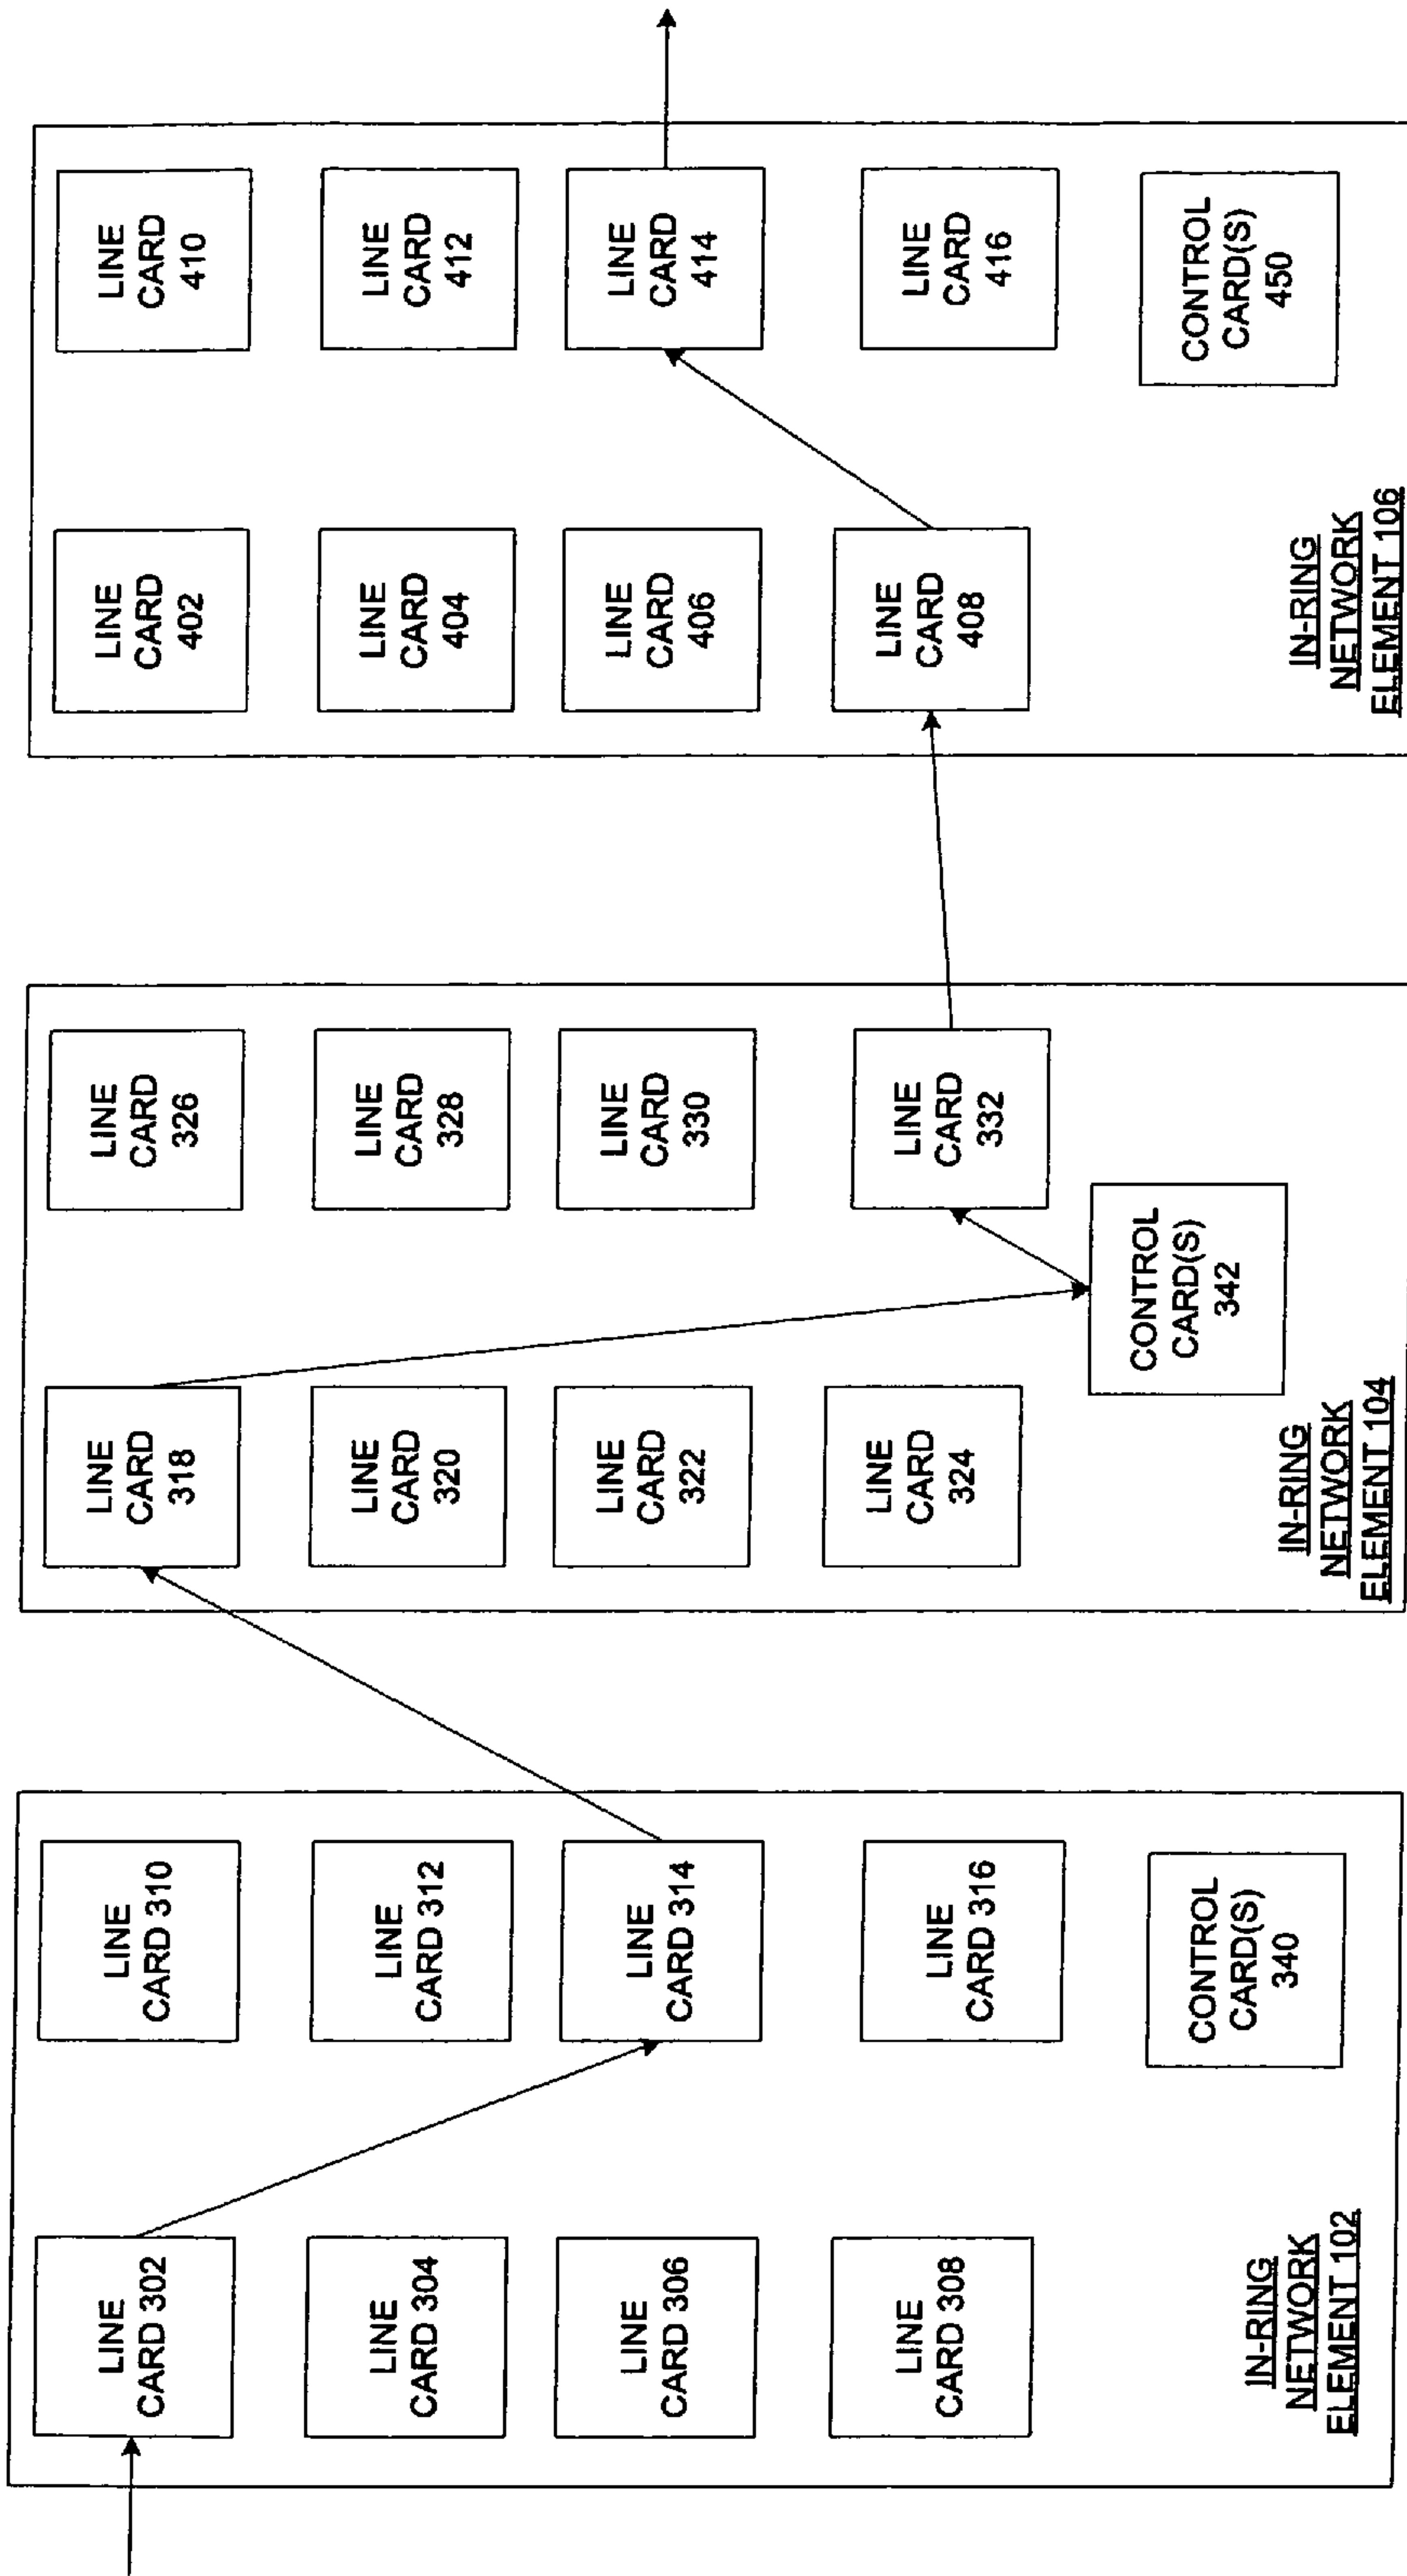 LINE
CARD 302
LINE
CARD 304
LINE
CARD 306
LINE
CARD 308
LINE
CARD 310
LINE
CARD 312
LINE
CARD 314
LINE
CARD 316
CONTROL
CARD(S)
340
IN-RING
NETWORK
ELEMENT 102
LINE
CARD
318
LINE
CARD
320
LINE
CARD
322
LINE
CARD
324
LINE
CARD
326
LINE
CARD
328
LINE
CARD
330
LINE
CARD
332
CONTROL
CARD(S)
342
IN-RING
NETWORK
ELEMENT 104
LINE
CARD
402
LINE
CARD
404
LINE
CARD
406
LINE
CARD
408
LINE
CARD
410
LINE
CARD
412
LINE
CARD
414
LINE
CARD
416
CONTROL
CARD(S)
450
IN-RING
NETWORK
ELEMENT 106